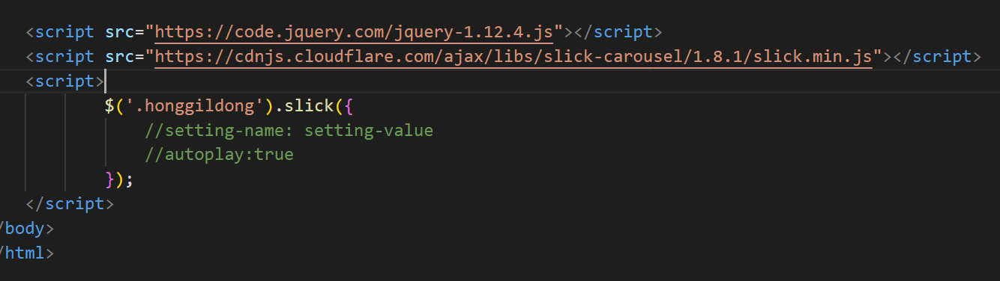 <script src="https://code.jquery.com/jquery-1.12.4.js"></script>
<script src="https://cdnjs.cloudflare.com/ajax/libs/slick-carousel/1.8.1/slick.min.js"></script>
<script>
$('.honggildong').slick({
//setting-name: setting-value
//autoplay:true
});
</script>
/body>
/html>